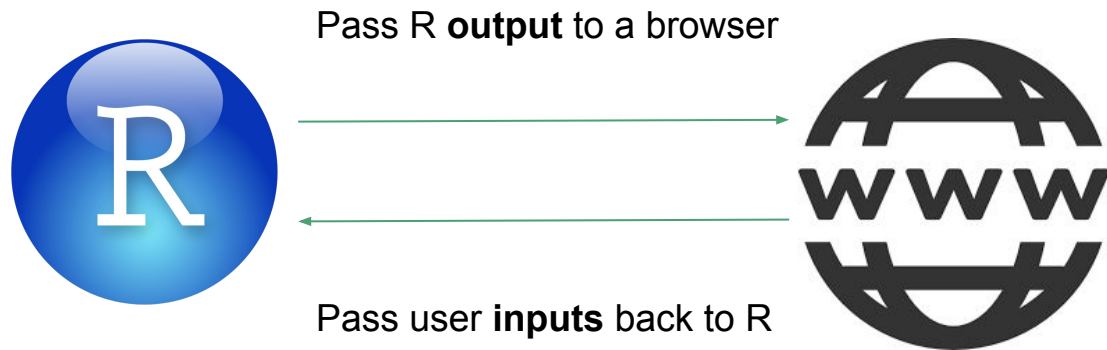 Pass R output to a browser
R
www
Pass user inputs back to R